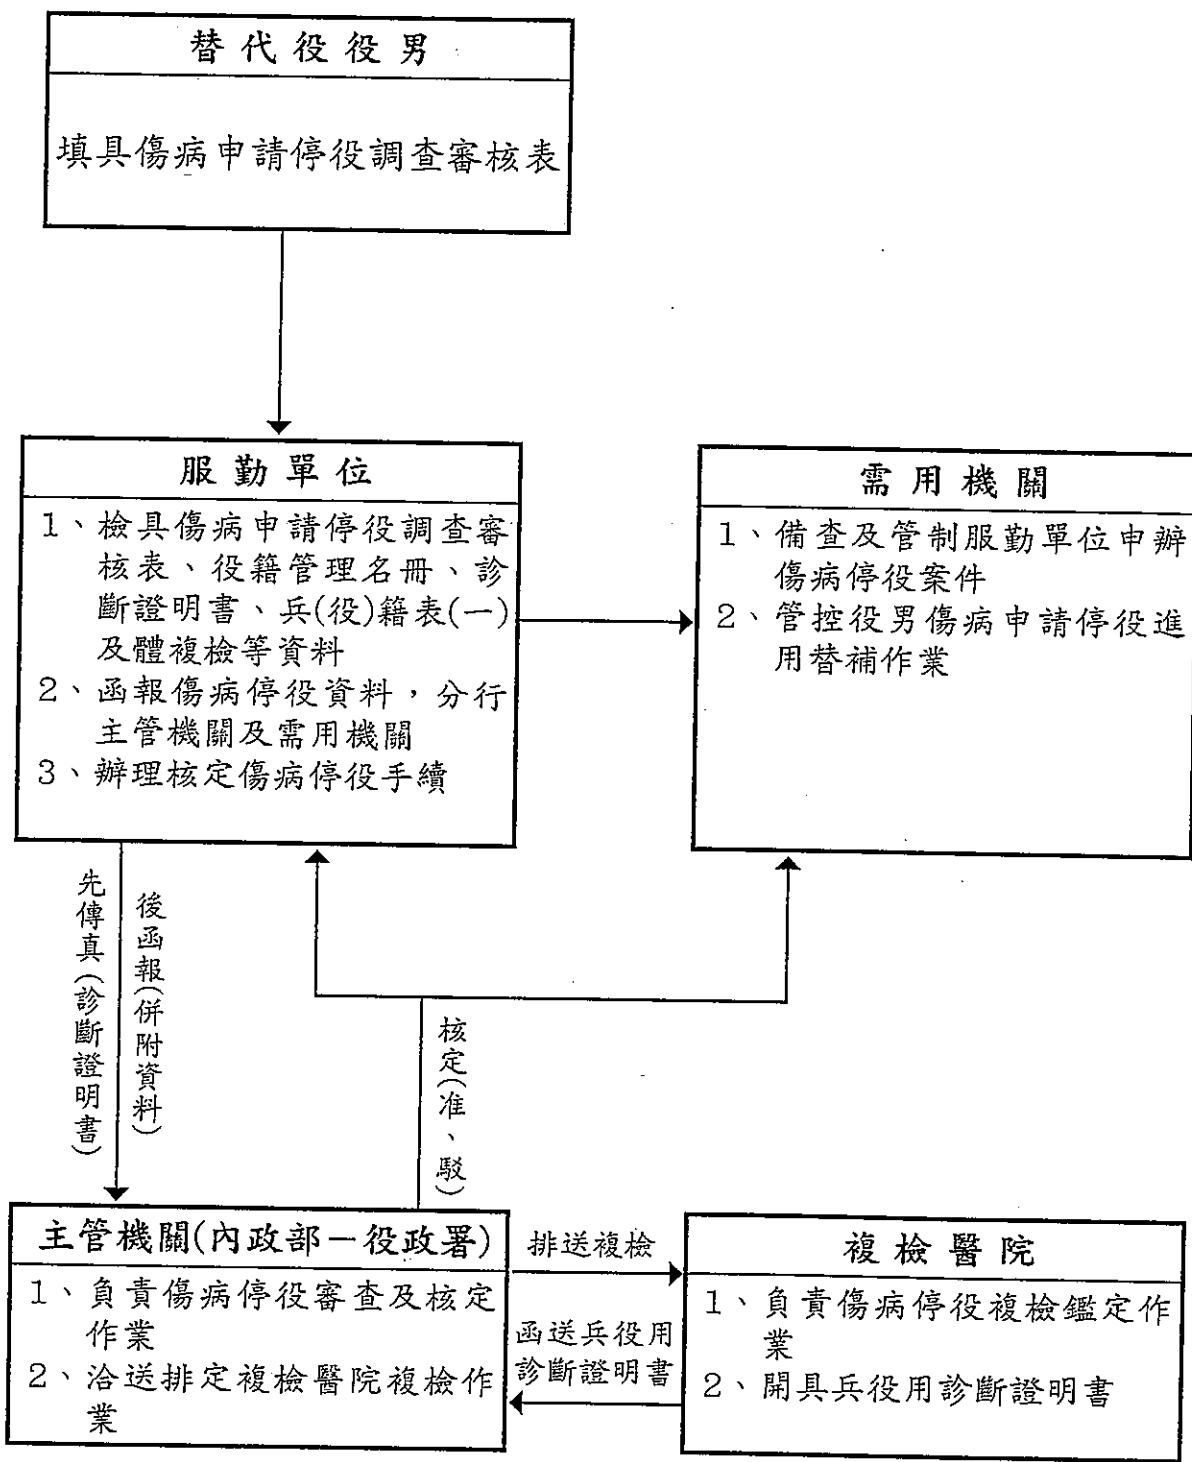 替代役役男
填具傷病申請停役調查審核表
服勤單位
1、檢具傷病申請停役調查審
核表、役籍管理名冊、診
斷證明書、兵(役)籍表(一)
及體複檢等資料
2、函報傷病停役資料，分行
主管機關及需用機關
3、辦理核定傷病停役手續
需用機關
1、備查及管制服勤單位申辦
傷病停役案件
2、管控役男傷病申請停役進
用替補作業
先傳真(診斷證明書)
後函報(併附資料)
核定(准、駁)
主管機關(內政部－役政署)
1、負責傷病停役審查及核定
作業
2、洽送排定複檢醫院複檢作
業
排送複檢
函送兵役用
診斷證明書
複檢醫院
1、負責傷病停役複檢鑑定作
業
2、開具兵役用診斷證明書